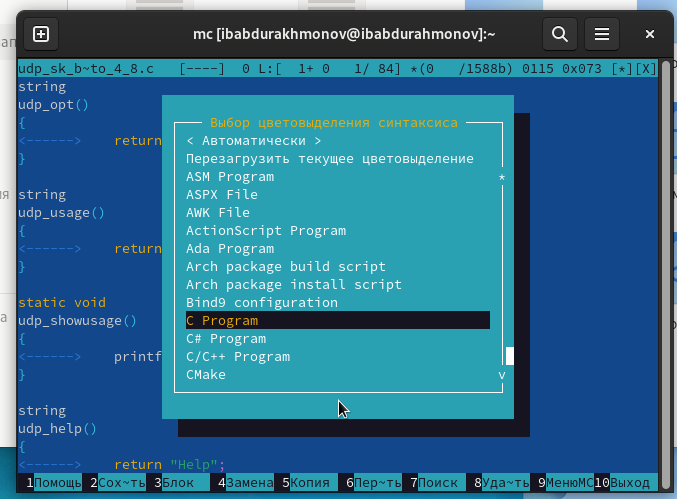 mc [ibabdurakhmonov@ibabdurahmonov]:~
udp_sk_b~to_4_8.c [----] 0 L:[ 1+ 0 1/ 84] *(0 /1588b) 0115 0x073 [*][X]
string
udp_opt()
{
<------> return
}
string
udp_usage()
{
<------> return
}
static void
udp_showusage()
{
<------> printf
}
string
udp_help()
{
<------> return "Help";
Выбор цветовыделения синтаксиса
< Автоматически >
Перезагрузить текущее цветовыделение
ASM Program
ASPX File
AWK File
ActionScript Program
Ada Program
Arch package build script
Arch package install script
Bind9 configuration
C Program
C# Program
C/C++ Program
CMake
1Помощь 2Сох~ть 3Блок 4Замена 5Копия 6Пер~ть 7Поиск 8Уда~ть 9МенюMC 10Выход